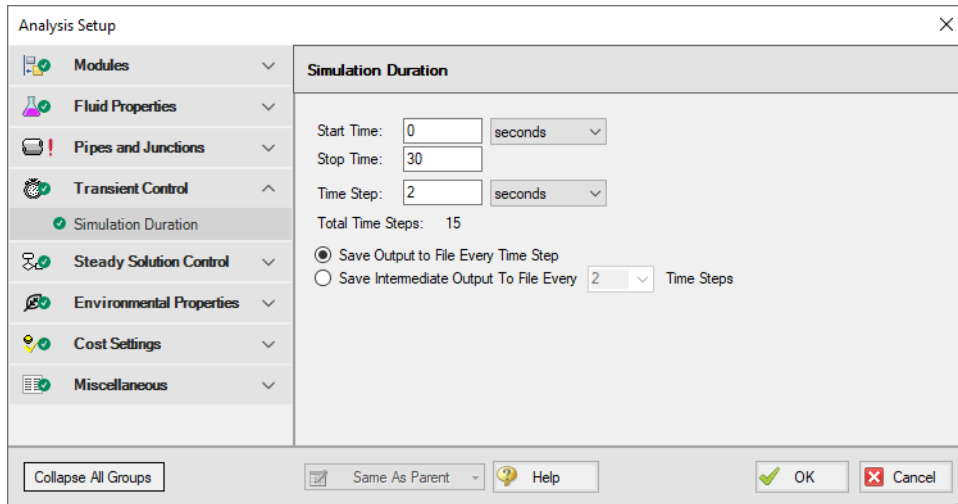 Analysis Setup
Modules
Fluid Properties
Pipes and Junctions
Transient Control
Simulation Duration
Steady Solution Control
Environmental Properties
Cost Settings
Miscellaneous
Simulation Duration
Start Time: 0 seconds
Stop Time: 30
Time Step: 2 seconds
Total Time Steps: 15
Save Output to File Every Time Step
Save Intermediate Output To File Every 2 Time Steps
Collapse All Groups
Same As Parent
Help
OK
Cancel